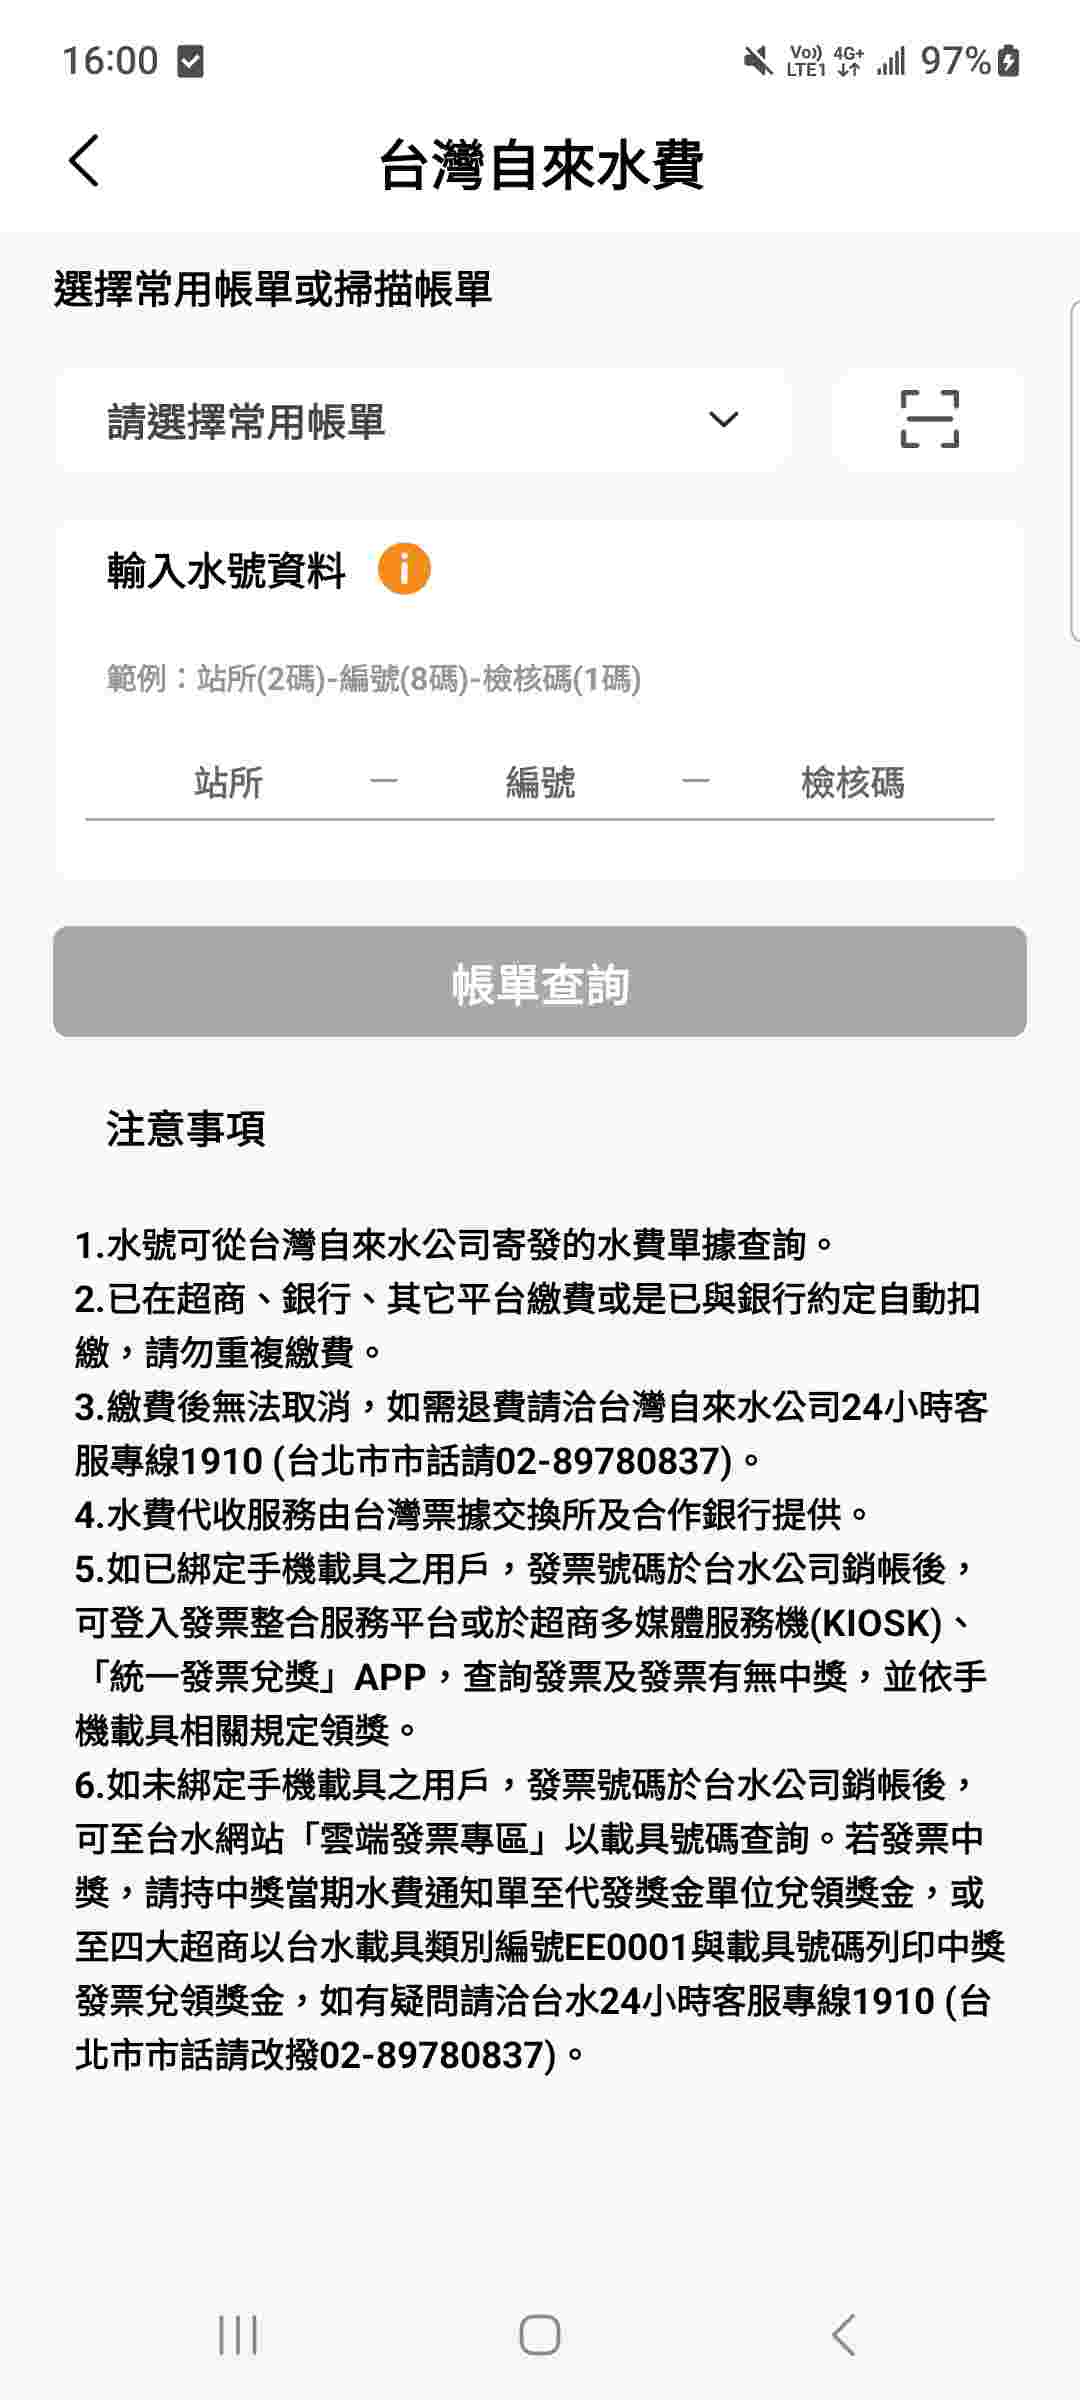 16:00
Vo)) LTE1 4G+ 97%
台灣自來水費
選擇常用帳單或掃描帳單
請選擇常用帳單
輸入水號資料 i
範例：站所(2碼)-編號(8碼)-檢核碼(1碼)
站所 — 編號 — 檢核碼
帳單查詢
注意事項
1.水號可從台灣自來水公司寄發的水費單據查詢。
2.已在超商、銀行、其它平台繳費或是已與銀行約定自動扣
繳，請勿重複繳費。
3.繳費後無法取消，如需退費請洽台灣自來水公司24小時客
服專線1910 (台北市市話請02-89780837)。
4.水費代收服務由台灣票據交換所及合作銀行提供。
5.如已綁定手機載具之用戶，發票號碼於台水公司銷帳後，
可登入發票整合服務平台或於超商多媒體服務機(KIOSK)、
「統一發票兌獎」APP，查詢發票及發票有無中獎，並依手
機載具相關規定領獎。
6.如未綁定手機載具之用戶，發票號碼於台水公司銷帳後，
可至台水網站「雲端發票專區」以載具號碼查詢。若發票中
獎，請持中獎當期水費通知單至代發獎金單位兌領獎金，或
至四大超商以台水載具類別編號EE0001與載具號碼列印中獎
發票兌領獎金，如有疑問請洽台水24小時客服專線1910 (台
北市市話請改撥02-89780837)。